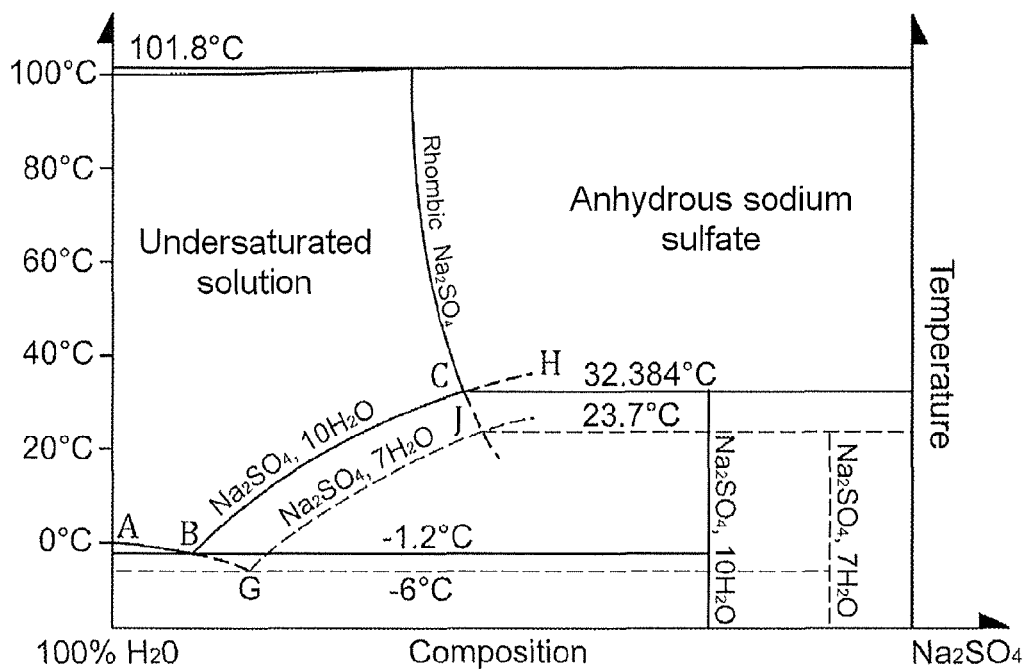 101.8°C
100°C
80°C
60°C
40°C
20°C
0°C
Undersaturated
solution
Rhombic Na₂SO₄
Anhydrous sodium
sulfate
Temperature
C
H
32.384°C
J
23.7°C
Na₂SO₄, 10H₂O
Na₂SO₄, 7H₂O
A
B
G
-1.2°C
-6°C
Na₂SO₄, 10H₂O
Na₂SO₄, 7H₂O
100% H₂0
Composition
Na₂SO₄